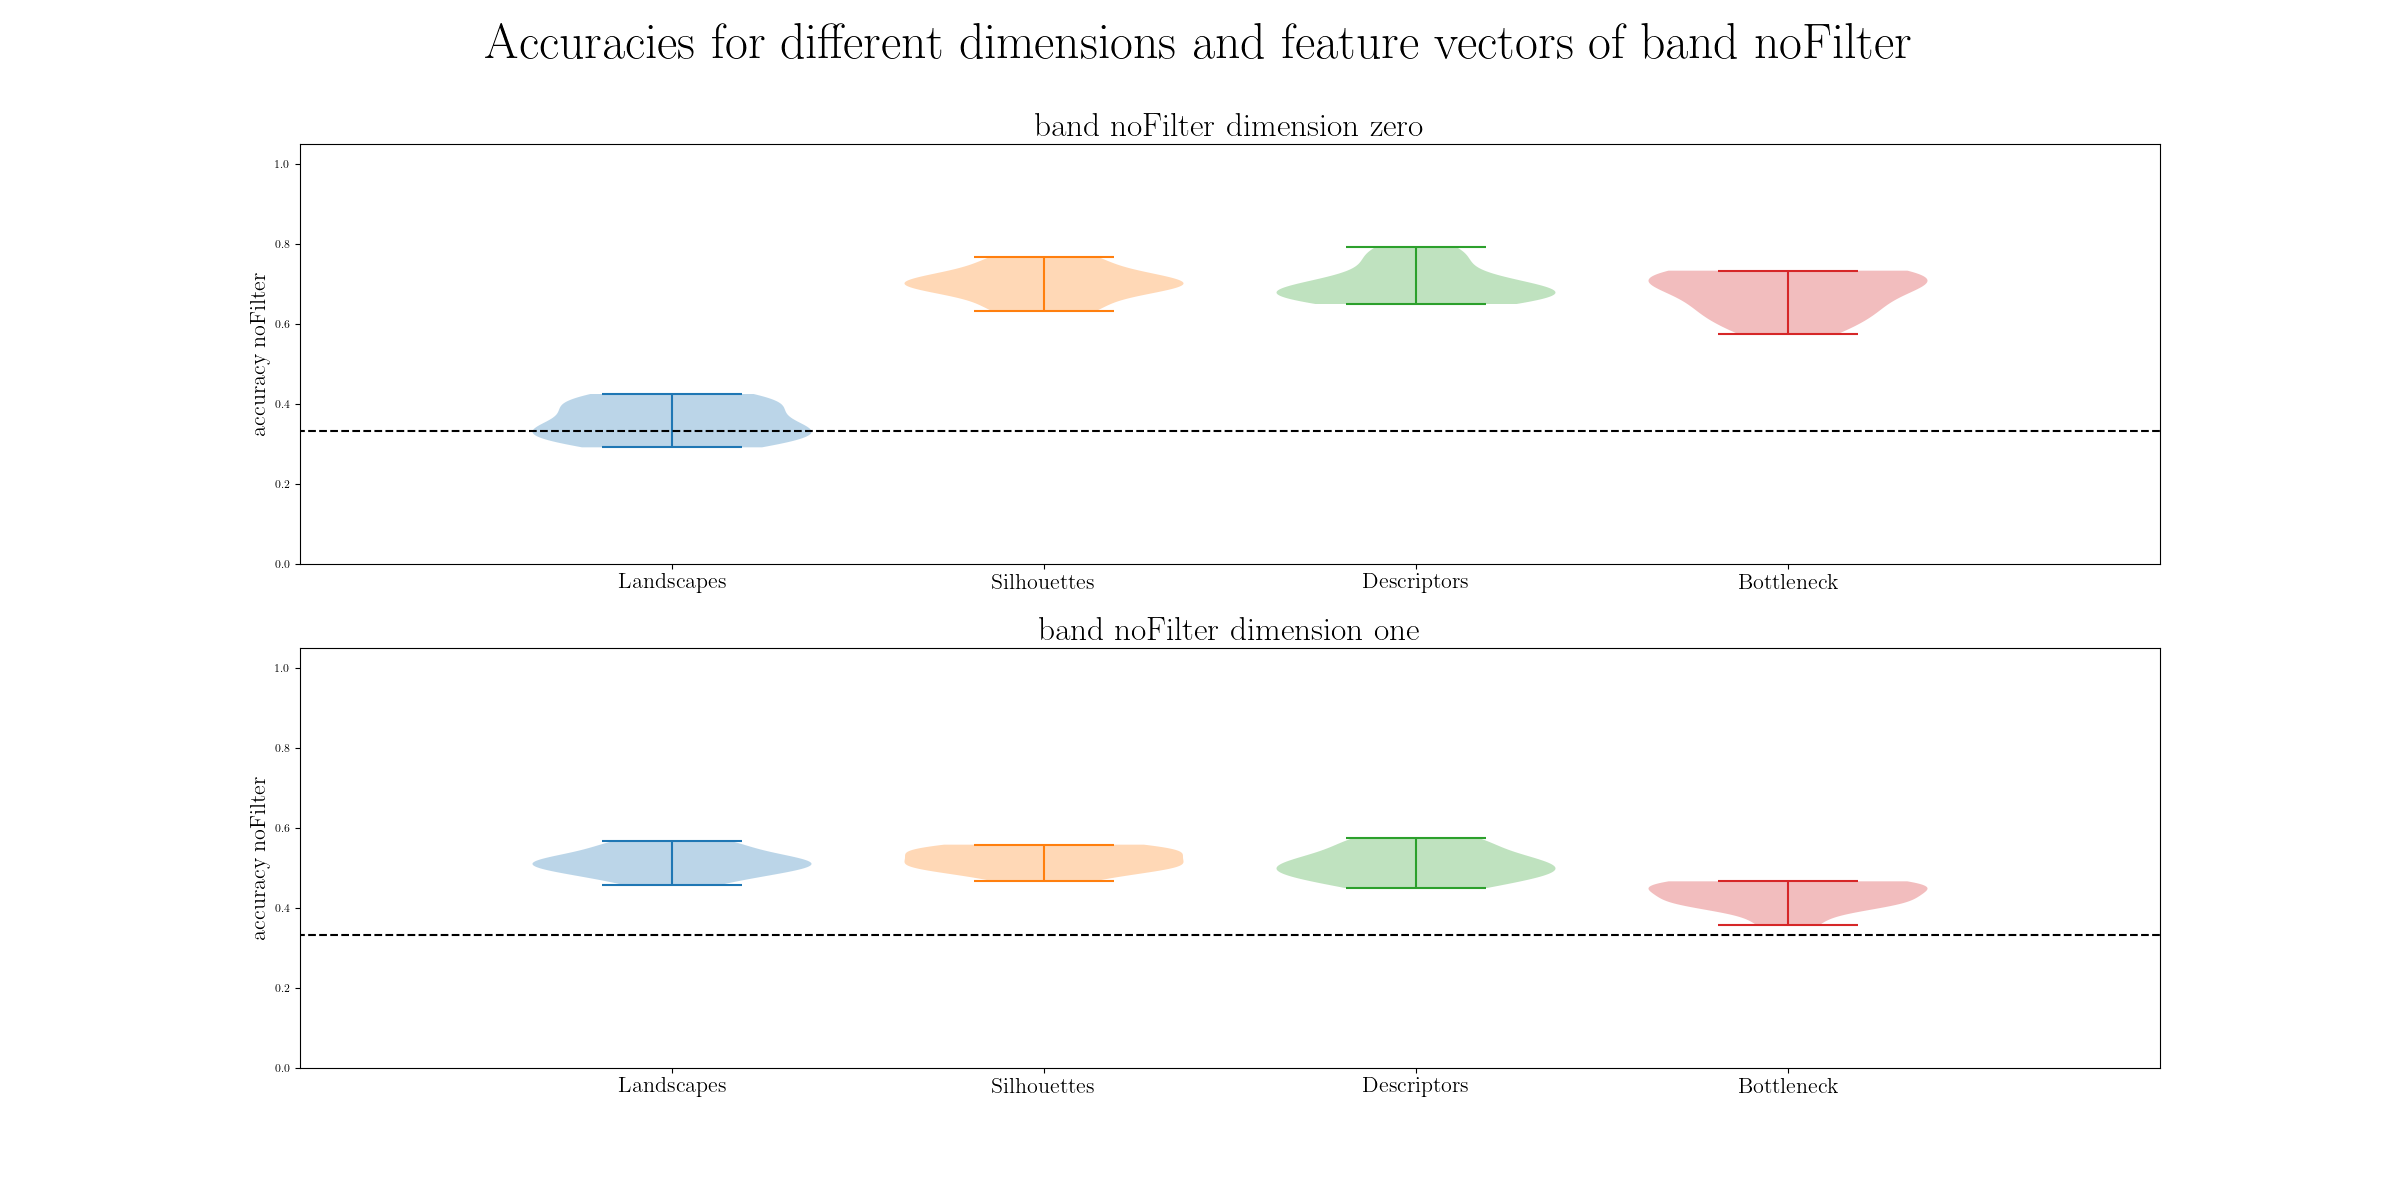 Accuracies for different dimensions and feature vectors of band noFilter
band noFilter dimension zero
accuracy noFilter
1.0
0.8
0.6
0.4
0.2
0.0
Landscapes Silhouettes Descriptors Bottleneck
band noFilter dimension one
accuracy noFilter
1.0
0.8
0.6
0.4
0.2
0.0
Landscapes Silhouettes Descriptors Bottleneck